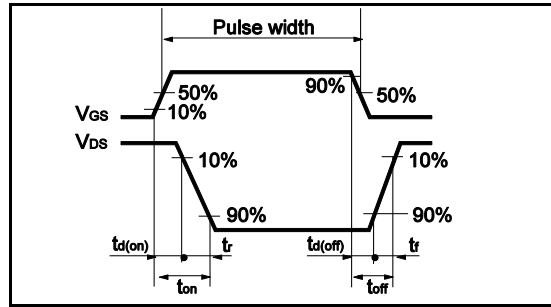 Pulse width
90%
50%
50%
10%
VGS
VDS
10%
10%
90%
90%
td(on)
tr
td(off)
tf
ton
toff